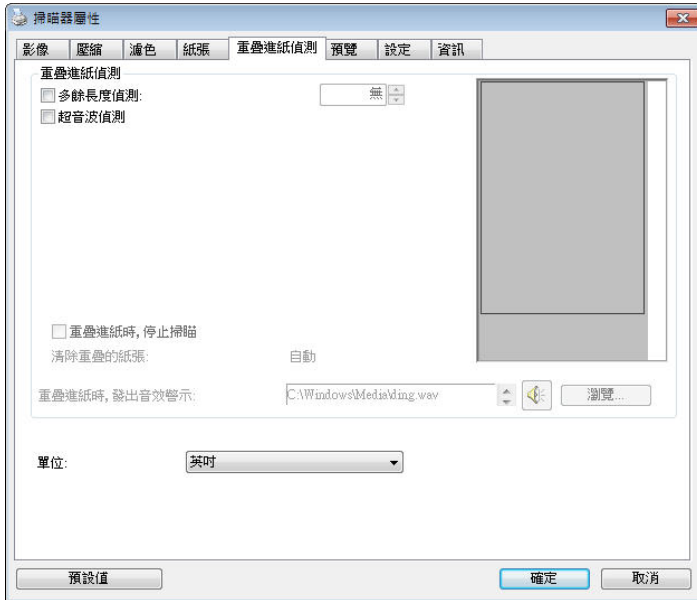 掃瞄器屬性
影像 壓縮 濾色 紙張 重疊進紙偵測 預覽 設定 資訊
重疊進紙偵測
多餘長度偵測: 無
超音波偵測
重疊進紙時, 停止掃瞄
清除重疊的紙張: 自動
重疊進紙時, 發出音效警示: C:\Windows\Media\ding.wav 瀏覽...
單位: 英吋
預設值 確定 取消